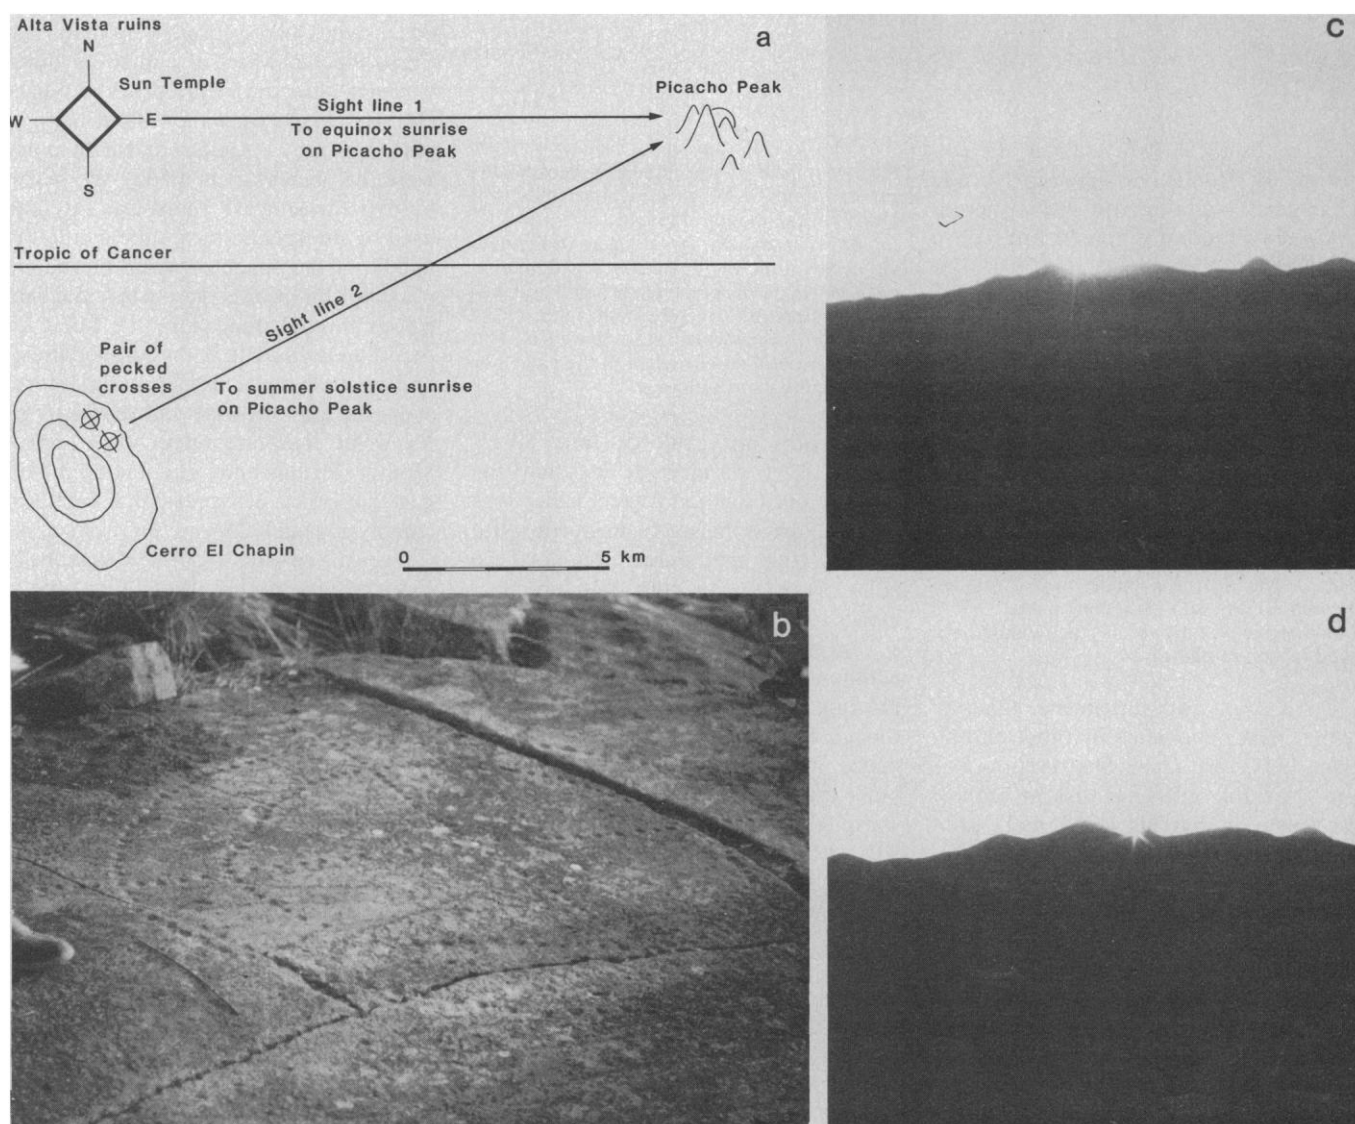 Alta Vista ruins
N
a
Sun Temple
Picacho Peak
W
E
Sight line 1
To equinox sunrise
on Picacho Peak
S
Tropic of Cancer
Sight line 2
Pair of
pecked
crosses
To summer solstice sunrise
on Picacho Peak
Cerro El Chapin
0
5 km
b
c
d